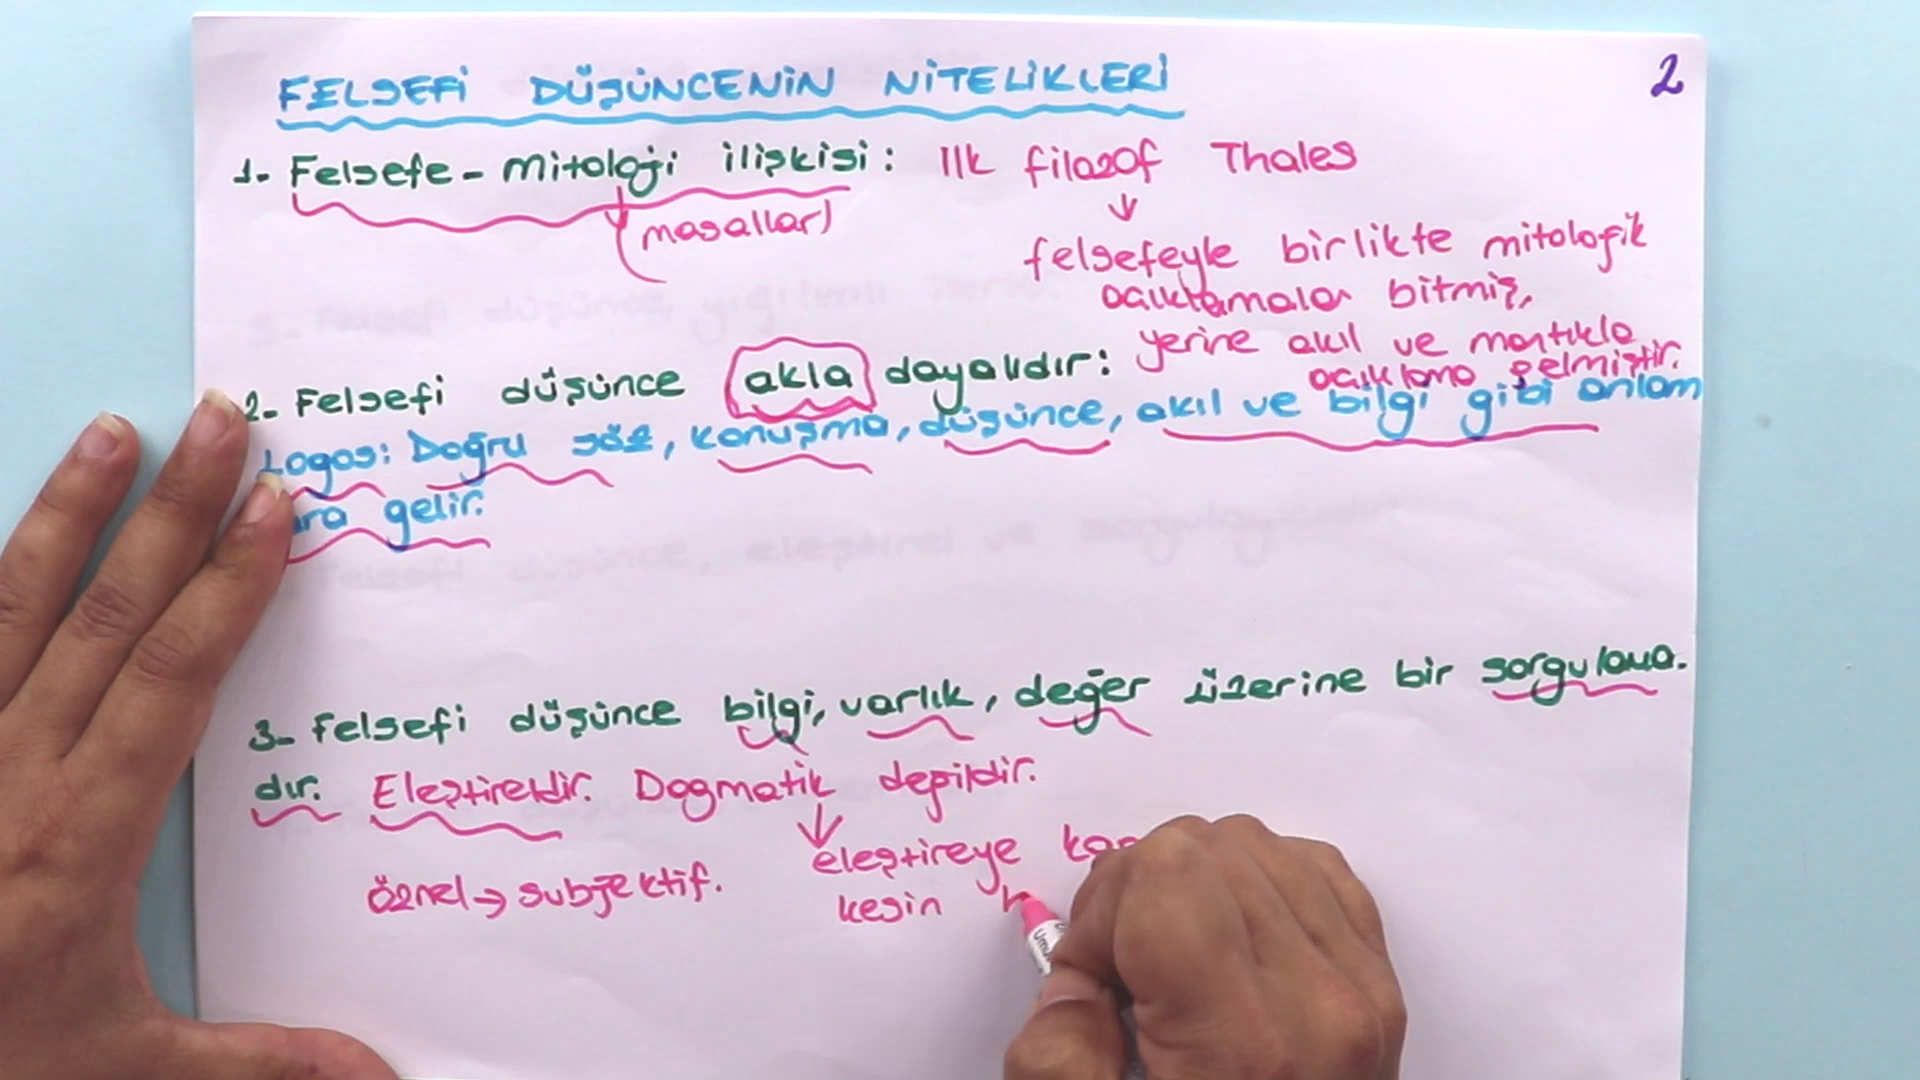 FELSEFİ DÜŞÜNCENİN NİTELİKLERİ
2
1- Felsefe - mitoloji ilişkisi: Ilk filozof Thales
(masallar)
felsefeyle birlikte mitolojik
açıklamalar bitmiş,
yerine akıl ve mantıkla
açıklama gelmiştir.
2- Felsefi düşünce akla dayalıdır:
Logos: Doğru söz, konuşma, düşünce, akıl ve bilgi gibi anlam
gelir.
3- Felsefi düşünce bilgi, varlık, değer üzerine bir sorgulama-
dır. Eleştireldir. Dogmatik değildir.
eleştireye
Öznel → subjektif.
kesin